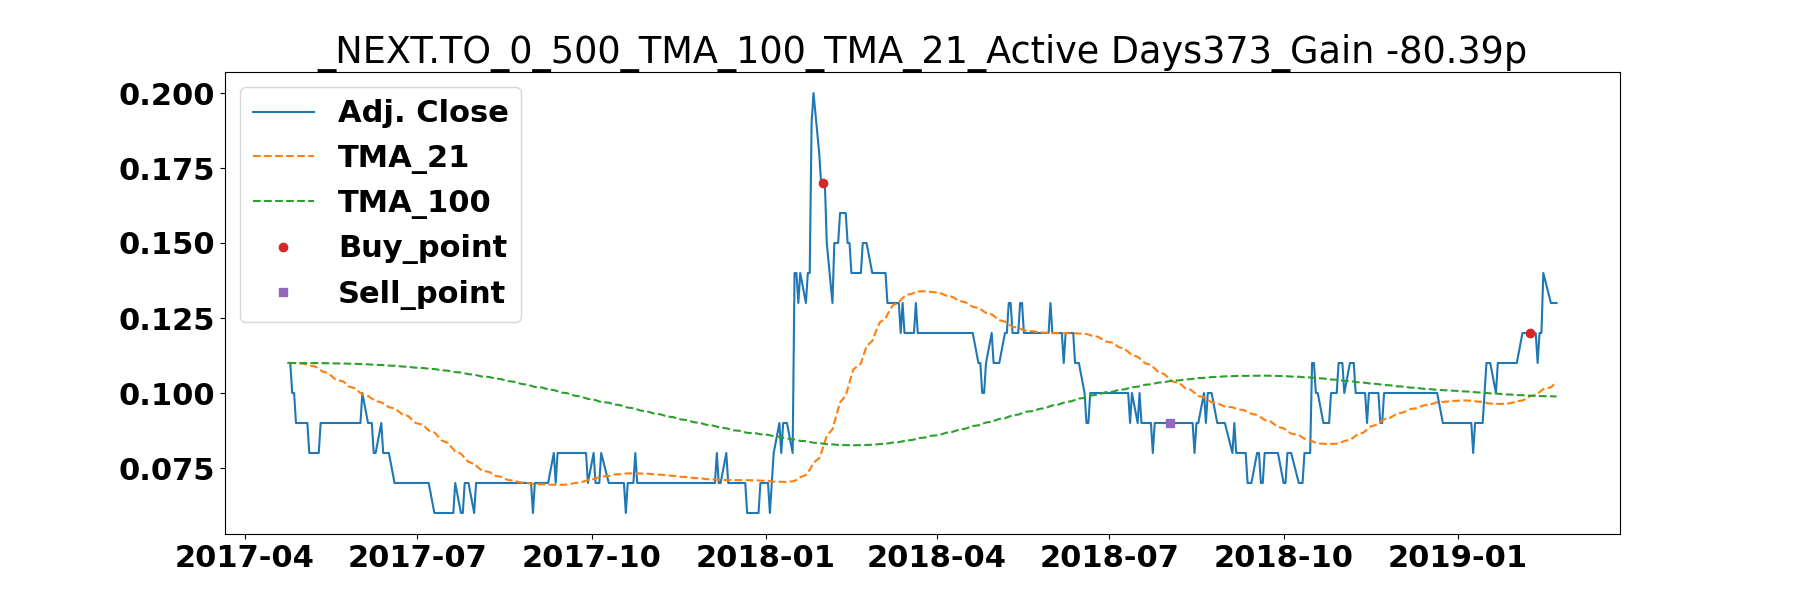 _NEXT.TO_0_500_TMA_100_TMA_21_Active Days373_Gain -80.39p
0.200
0.175
0.150
0.125
0.100
0.075
Adj. Close
TMA_21
TMA_100
Buy_point
Sell_point
2017-04 2017-07 2017-10 2018-01 2018-04 2018-07 2018-10 2019-01